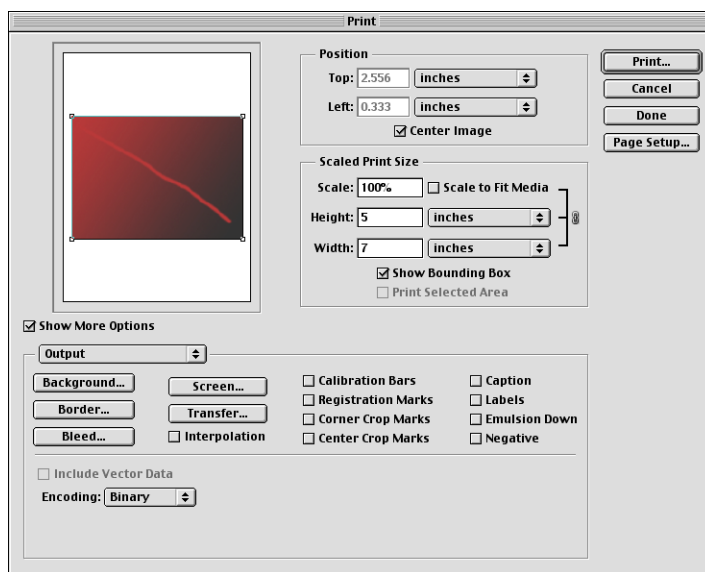 Print
Position
Top: 2.556 inches
Left: 0.333 inches
Center Image
Print...
Cancel
Done
Page Setup...
Scaled Print Size
Scale: 100% Scale to Fit Media
Height: 5 inches
Width: 7 inches
Show Bounding Box
Print Selected Area
Show More Options
Output
Background... Screen... Calibration Bars Caption
Border... Transfer... Registration Marks Labels
Bleed... Interpolation Corner Crop Marks Emulsion Down
Center Crop Marks Negative
Include Vector Data
Encoding: Binary